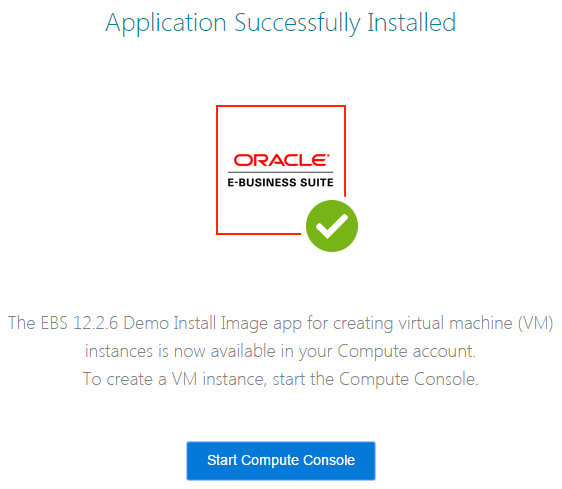 Application Successfully Installed
ORACLE®
E-BUSINESS SUITE
The EBS 12.2.6 Demo Install Image app for creating virtual machine (VM)
instances is now available in your Compute account.
To create a VM instance, start the Compute Console.
Start Compute Console